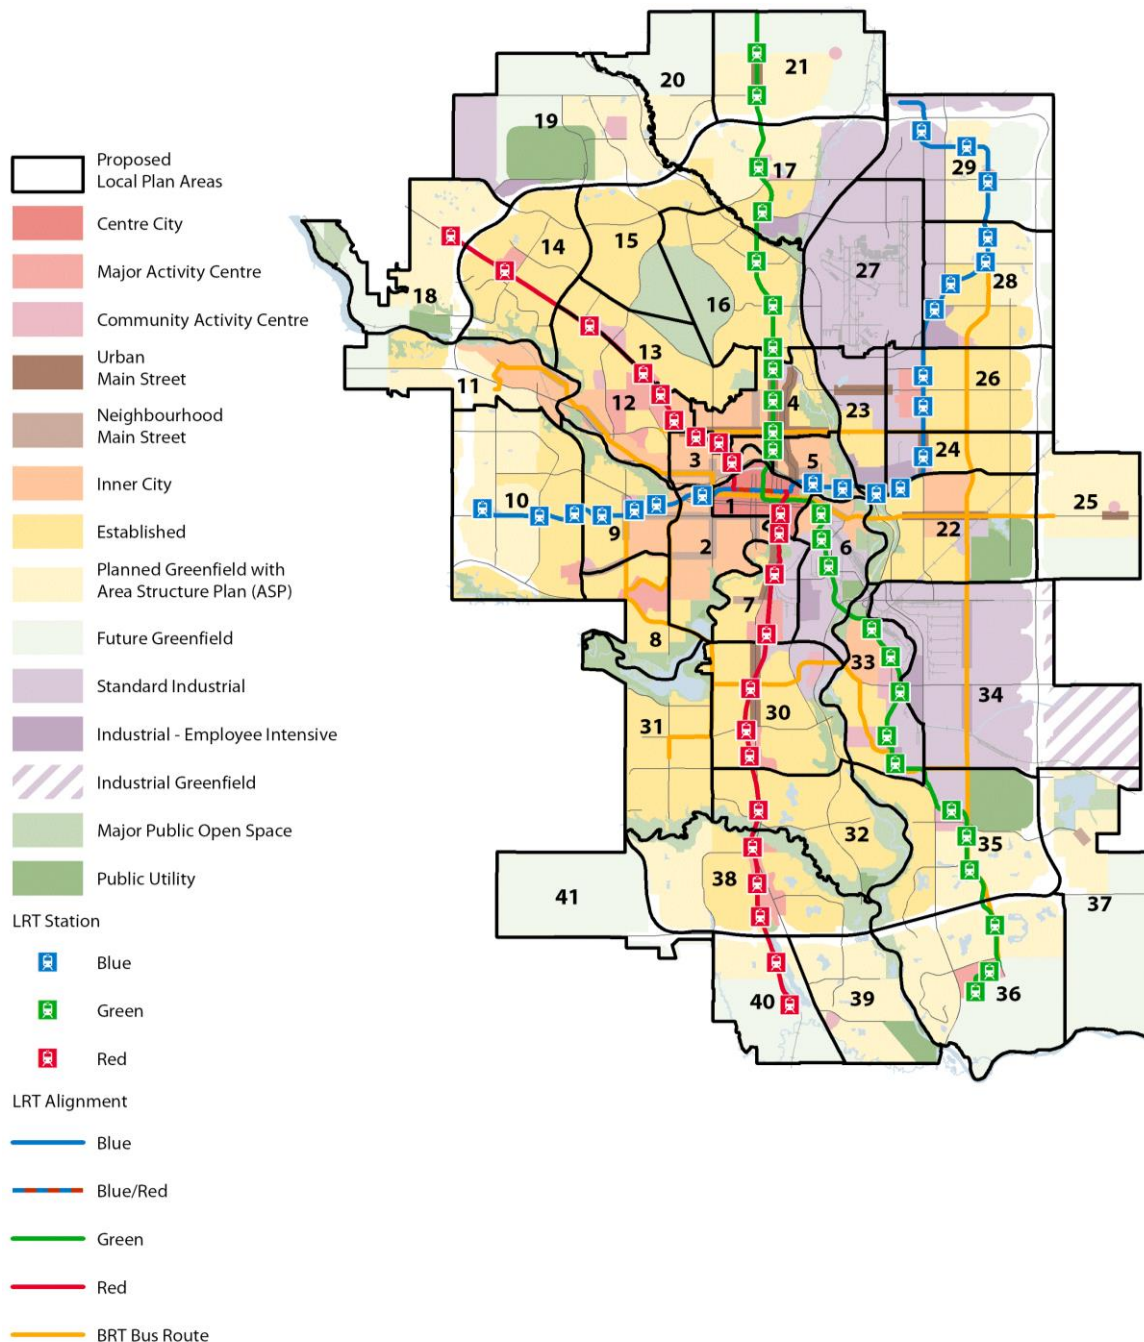 Proposed
Local Plan Areas
Centre City
Major Activity Centre
Community Activity Centre
Urban
Main Street
Neighbourhood
Main Street
Inner City
Established
Planned Greenfield with
Area Structure Plan (ASP)
Future Greenfield
Standard Industrial
Industrial - Employee Intensive
Industrial Greenfield
Major Public Open Space
Public Utility
LRT Station
Blue
Green
Red
LRT Alignment
Blue
Blue/Red
Green
Red
BRT Bus Route
21
20
19
17
29
14
15
27
28
18
16
13
11
12
4
23
26
3
5
24
10
1
25
9
2
6
22
7
8
33
34
31
30
32
35
38
41
37
40
39
36